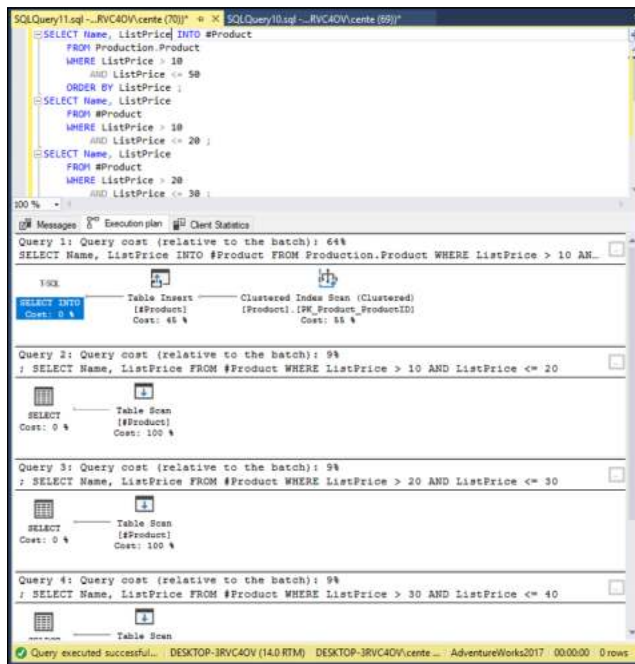 SQLQuery11.sql -...RVC4OV\cente (70))* SQLQuery10.sql -...RVC4OV\cente (69))*
SELECT Name, ListPrice INTO #Product
FROM Production.Product
WHERE ListPrice > 10
AND ListPrice <= 50
ORDER BY ListPrice ;
SELECT Name, ListPrice
FROM #Product
WHERE ListPrice > 10
AND ListPrice <= 20 ;
SELECT Name, ListPrice
FROM #Product
WHERE ListPrice > 20
AND ListPrice <= 30 ;
100 %
Messages Execution plan Client Statistics
Query 1: Query cost (relative to the batch): 64%
SELECT Name, ListPrice INTO #Product FROM Production.Product WHERE ListPrice > 10 AN…
T-SQL
SELECT INTO
Cost: 0 %
Table Insert
[#Product]
Cost: 45 %
Clustered Index Scan (Clustered)
[Product].[PK_Product_ProductID]
Cost: 55 %
Query 2: Query cost (relative to the batch): 9%
; SELECT Name, ListPrice FROM #Product WHERE ListPrice > 10 AND ListPrice <= 20
SELECT
Cost: 0 %
Table Scan
[#Product]
Cost: 100 %
Query 3: Query cost (relative to the batch): 9%
; SELECT Name, ListPrice FROM #Product WHERE ListPrice > 20 AND ListPrice <= 30
SELECT
Cost: 0 %
Table Scan
[#Product]
Cost: 100 %
Query 4: Query cost (relative to the batch): 9%
; SELECT Name, ListPrice FROM #Product WHERE ListPrice > 30 AND ListPrice <= 40
Table Scan
Query executed successful... DESKTOP-3RVC4OV (14.0 RTM) DESKTOP-3RVC4OV\cente ... AdventureWorks2017 00:00:00 0 rows